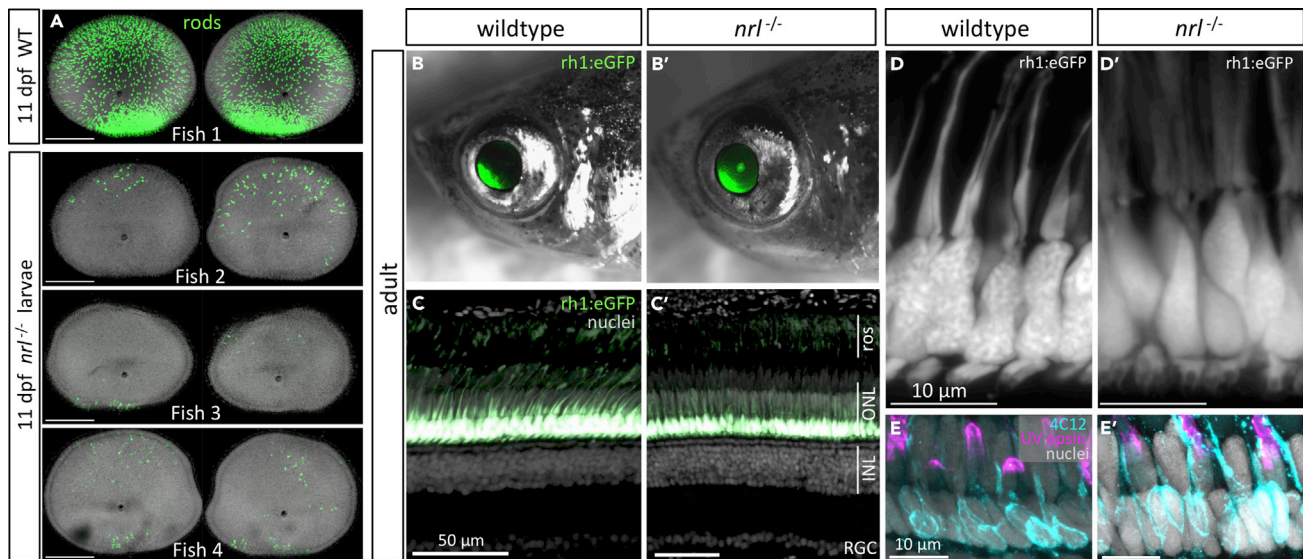 11 dpf WT
A
rods
Fish 1
11 dpf nrl -/- larvae
Fish 2
Fish 3
Fish 4
adult
wildtype
nrl -/-
B
rh1:eGFP
B'
C
rh1:eGFP
nuclei
C'
ros
ONL
INL
RGC
50 μm
wildtype
nrl -/-
D
rh1:eGFP
D'
rh1:eGFP
10 μm
E
4C12
UV opsin
nuclei
10 μm
E'